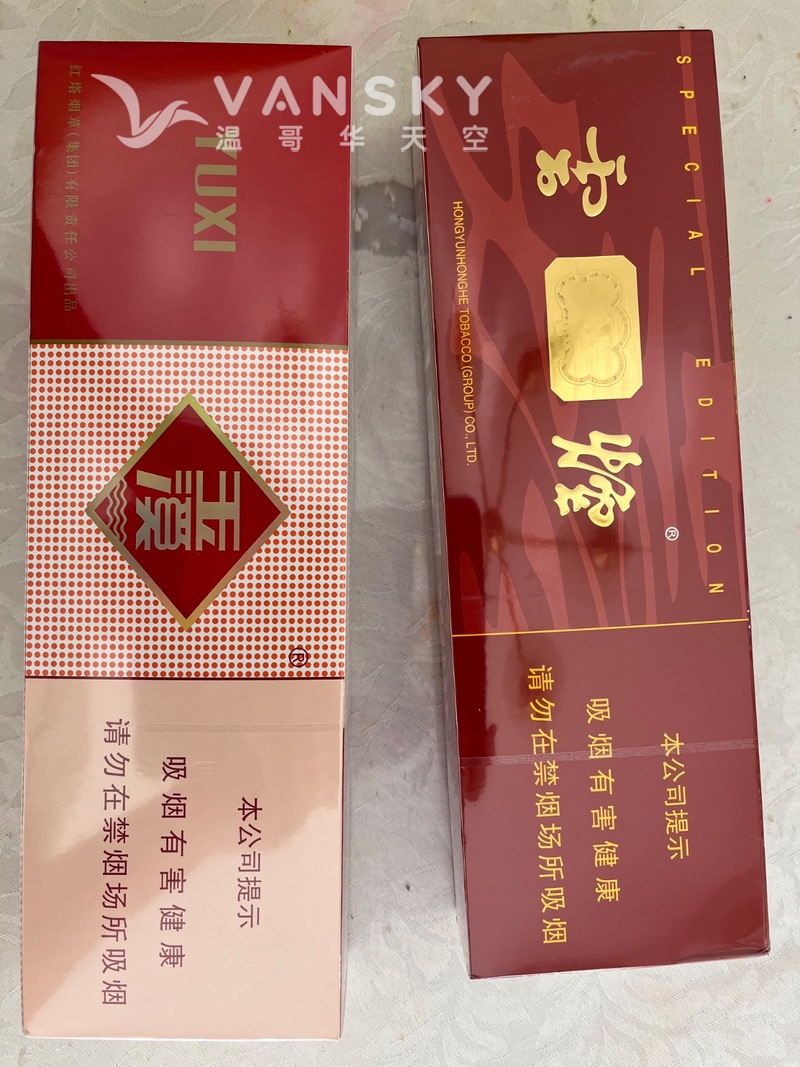 VANSKY
温哥华天空
YUXI
红塔烟草(集团)有限责任公司出品
玉溪
®
本公司提示
吸烟有害健康
请勿在禁烟场所吸烟
SPECIAL EDITION
云烟
®
HONGYUNHONGHE TOBACCO (GROUP) CO., LTD.
本公司提示
吸烟有害健康
请勿在禁烟场所吸烟